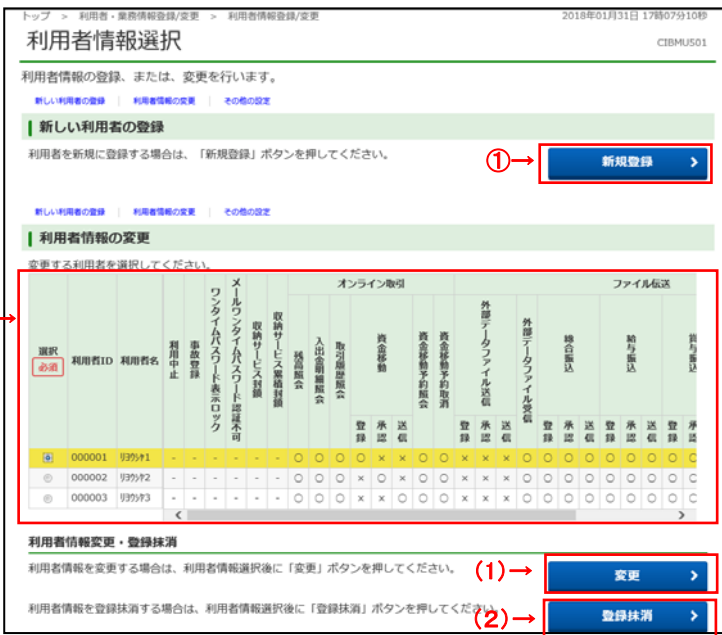 トップ > 利用者・業務情報登録/変更 > 利用者情報登録/変更 2018年01月31日 17時07分10秒
利用者情報選択 CIBMUS01
利用者情報の登録、または、変更を行います。
新しい利用者の登録 | 利用者情報の変更 | その他の設定
新しい利用者の登録
利用者を新規に登録する場合は、「新規登録」ボタンを押してください。
①→ 新規登録 >
新しい利用者の登録 | 利用者情報の変更 | その他の設定
利用者情報の変更
変更する利用者を選択してください。
選択 必須
利用者ID
利用者名
利用中止
事故登録
ワンタイムパスワード表示ロック
メールワンタイムパスワード認証不可
収納サービス封鎖
収納サービス累積封鎖
オンライン取引
残高照会
入出金明細照会
取引履歴照会
資金移動
登録 承認 送信
資金移動予約照会
資金移動予約取消
ファイル伝送
外部データファイル送信
登録 承認 送信
外部データファイル受信
総合振込
登録 承認 送信
給与振込
登録 承認 送信
賞与振込
登録 承
000001 リヨウシヤ1 - - - - - - ○ ○ ○ ○ × × ○ ○ × × × ○ ○ ○ ○ ○ ○ ○ ○
000002 リヨウシヤ2 - - - - - - ○ ○ ○ × ○ × ○ ○ × × × ○ ○ ○ ○ ○ ○ ○ ○
000003 リヨウシヤ3 - - - - - - ○ ○ ○ × × ○ ○ ○ × × × ○ ○ ○ ○ ○ ○ ○ ○
利用者情報変更・登録抹消
利用者情報を変更する場合は、利用者情報選択後に「変更」ボタンを押してください。
(1)→ 変更 >
利用者情報を登録抹消する場合は、利用者情報選択後に「登録抹消」ボタンを押してください。
(2)→ 登録抹消 >